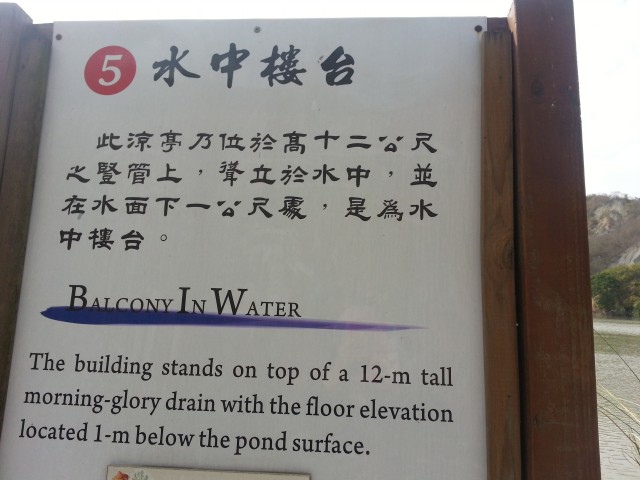 5 水中樓台
此涼亭乃位於高十二公尺
之豎管上，聳立於水中，並
在水面下一公尺處，是為水
中樓台。
BALCONY IN WATER
The building stands on top of a 12-m tall
morning-glory drain with the floor elevation
located 1-m below the pond surface.